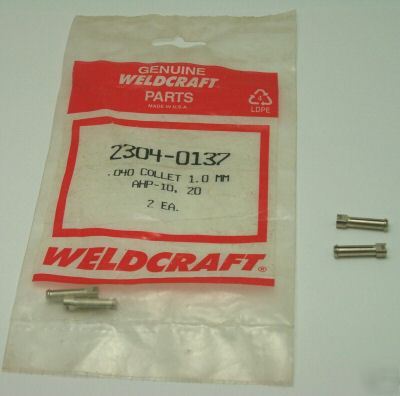 GENUINE
WELDCRAFT®
PARTS
MADE IN U.S.A.
4
LDPE
2304-0137
.040 COLLET 1.0 MM
AHP-10, 20
2 EA.
WELDCRAFT®